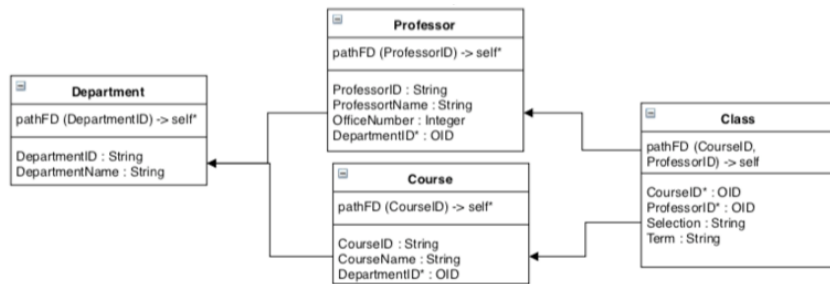 Department
pathFD (DepartmentID) -> self*
DepartmentID : String
DepartmentName : String
Professor
pathFD (ProfessorID) -> self*
ProfessorID : String
ProfessortName : String
OfficeNumber : Integer
DepartmentID* : OID
Course
pathFD (CourseID) -> self*
CourseID : String
CourseName : String
DepartmentID* : OID
Class
pathFD (CourseID,
ProfessorID) -> self
CourseID* : OID
ProfessorID* : OID
Selection : String
Term : String